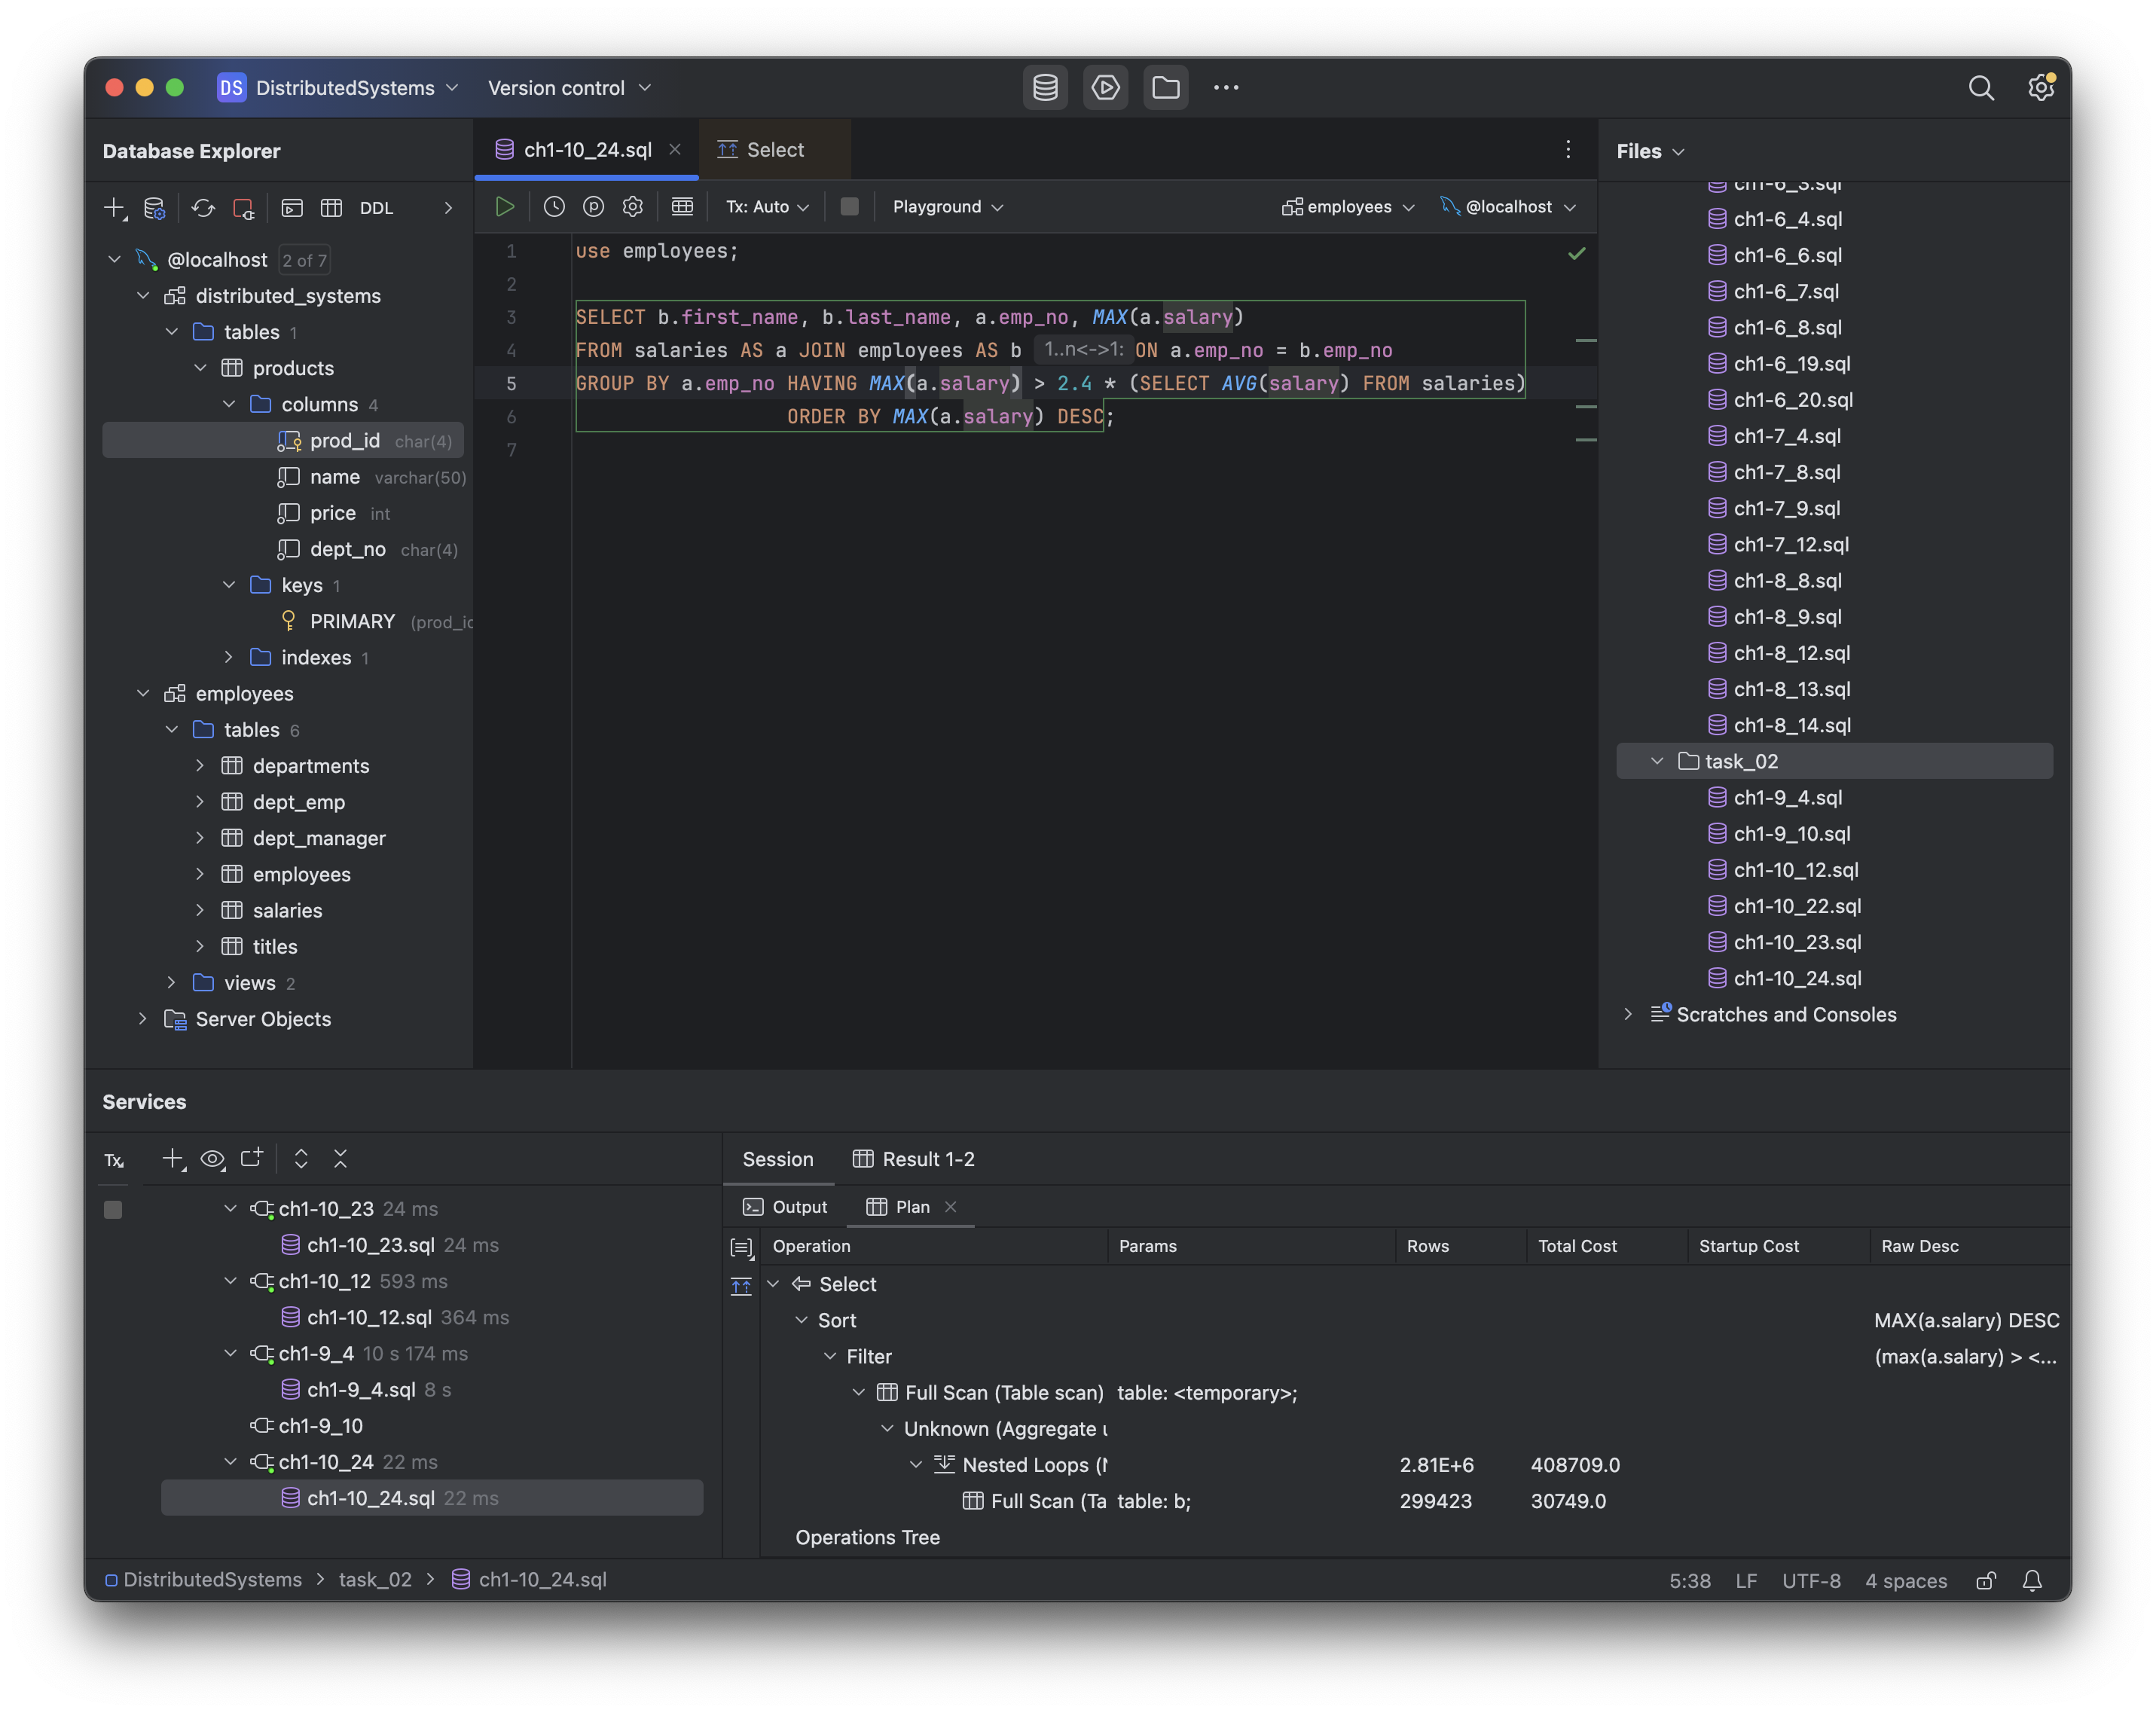 DS DistributedSystems Version control
Database Explorer
DDL
@localhost 2 of 7
distributed_systems
tables 1
products
columns 4
prod_id char(4)
name varchar(50)
price int
dept_no char(4)
keys 1
PRIMARY (prod_ic
indexes 1
employees
tables 6
departments
dept_emp
dept_manager
employees
salaries
titles
views 2
Server Objects
ch1-10_24.sql Select
Tx: Auto Playground employees @localhost
1 use employees;
2
3 SELECT b.first_name, b.last_name, a.emp_no, MAX(a.salary)
4 FROM salaries AS a JOIN employees AS b 1..n<->1: ON a.emp_no = b.emp_no
5 GROUP BY a.emp_no HAVING MAX(a.salary) > 2.4 * (SELECT AVG(salary) FROM salaries)
6 ORDER BY MAX(a.salary) DESC;
7
Files
ch1-6_3.sql
ch1-6_4.sql
ch1-6_6.sql
ch1-6_7.sql
ch1-6_8.sql
ch1-6_19.sql
ch1-6_20.sql
ch1-7_4.sql
ch1-7_8.sql
ch1-7_9.sql
ch1-7_12.sql
ch1-8_8.sql
ch1-8_9.sql
ch1-8_12.sql
ch1-8_13.sql
ch1-8_14.sql
task_02
ch1-9_4.sql
ch1-9_10.sql
ch1-10_12.sql
ch1-10_22.sql
ch1-10_23.sql
ch1-10_24.sql
Scratches and Consoles
Services
Tx
ch1-10_23 24 ms
ch1-10_23.sql 24 ms
ch1-10_12 593 ms
ch1-10_12.sql 364 ms
ch1-9_4 10 s 174 ms
ch1-9_4.sql 8 s
ch1-9_10
ch1-10_24 22 ms
ch1-10_24.sql 22 ms
Session Result 1-2
Output Plan
Operation Params Rows Total Cost Startup Cost Raw Desc
Select
Sort MAX(a.salary) DESC
Filter (max(a.salary) > <...
Full Scan (Table scan) table: <temporary>;
Unknown (Aggregate u
Nested Loops (N 2.81E+6 408709.0
Full Scan (Ta table: b; 299423 30749.0
Operations Tree
DistributedSystems > task_02 > ch1-10_24.sql 5:38 LF UTF-8 4 spaces